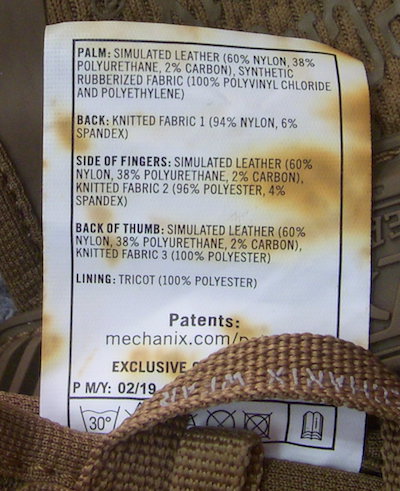 PALM: SIMULATED LEATHER (60% NYLON, 38%
POLYURETHANE, 2% CARBON), SYNTHETIC
RUBBERIZED FABRIC (100% POLYVINYL CHLORIDE
AND POLYETHYLENE)
BACK: KNITTED FABRIC 1 (94% NYLON, 6%
SPANDEX)
SIDE OF FINGERS: SIMULATED LEATHER (60%
NYLON, 38% POLYURETHANE, 2% CARBON),
KNITTED FABRIC 2 (96% POLYESTER, 4%
SPANDEX)
BACK OF THUMB: SIMULATED LEATHER (60%
NYLON, 38% POLYURETHANE, 2% CARBON),
KNITTED FABRIC 3 (100% POLYESTER)
LINING: TRICOT (100% POLYESTER)
Patents:
mechanix.com/
EXCLUSIVE
P M/Y: 02/19
30°